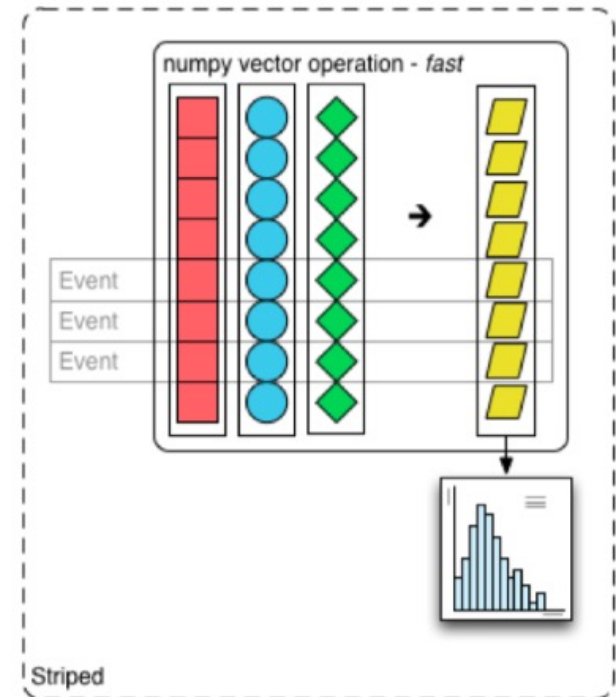 numpy vector operation - fast
Event
Event
Event
Striped